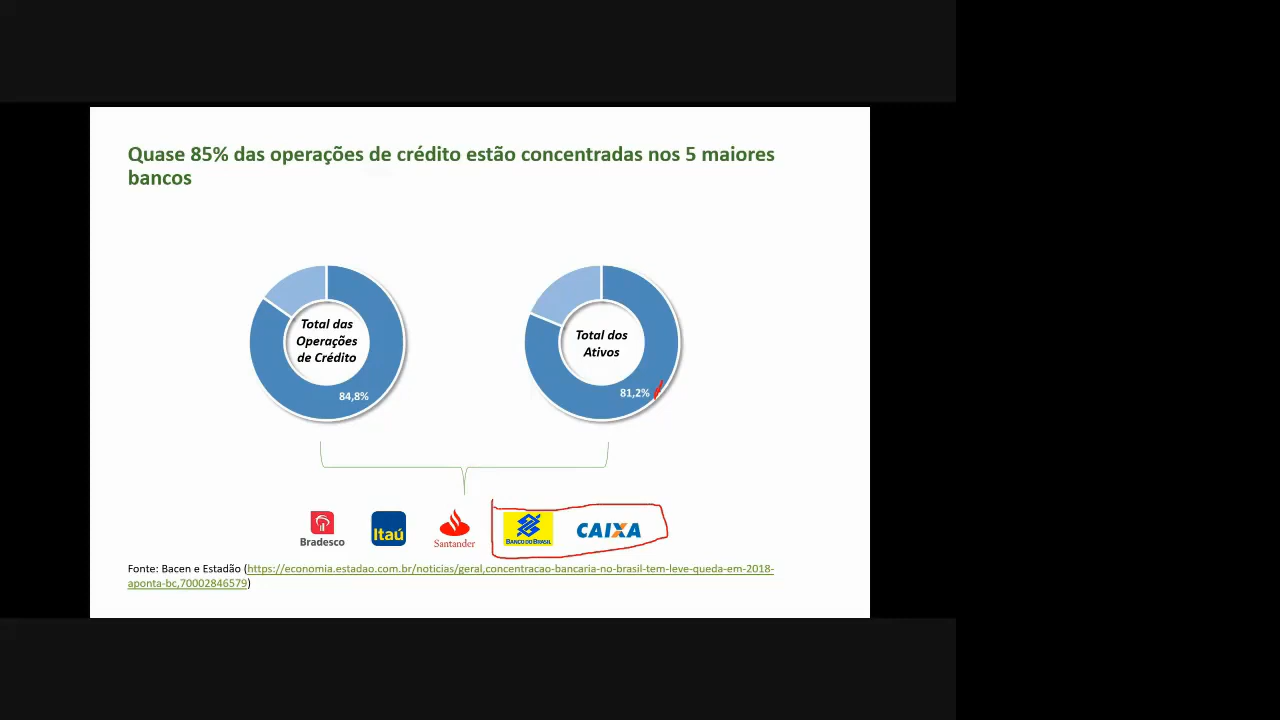 Quase 85% das operações de crédito estão concentradas nos 5 maiores
bancos
Total das
Operações
de Crédito
84,8%
Total dos
Ativos
81,2%
Bradesco
Itaú
Santander
BANCO DO BRASIL
CAIXA
Fonte: Bacen e Estadão (https://economia.estadao.com.br/noticias/geral,concentracao-bancaria-no-brasil-tem-leve-queda-em-2018-
aponta-bc,70002846579)